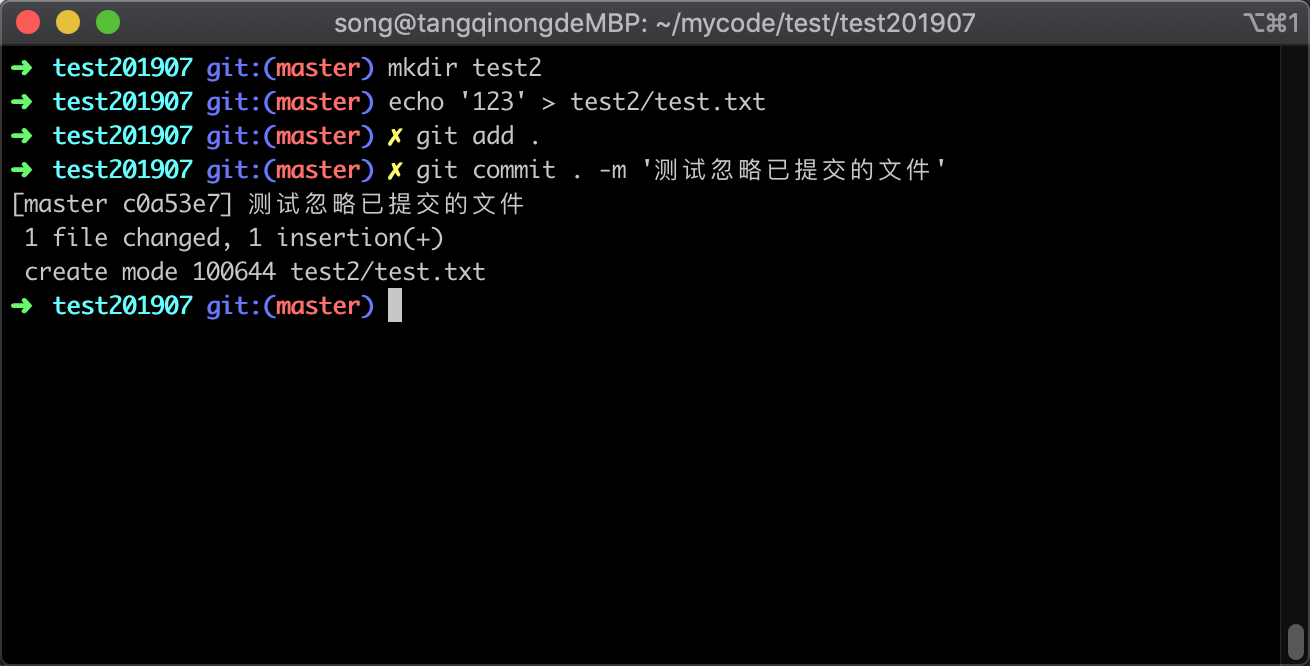 song@tangqinongdeMBP: ~/mycode/test/test201907 ⌥⌘1
➜ test201907 git:(master) mkdir test2
➜ test201907 git:(master) echo '123' > test2/test.txt
➜ test201907 git:(master) ✗ git add .
➜ test201907 git:(master) ✗ git commit . -m '测试忽略已提交的文件'
[master c0a53e7] 测试忽略已提交的文件
 1 file changed, 1 insertion(+)
 create mode 100644 test2/test.txt
➜ test201907 git:(master)